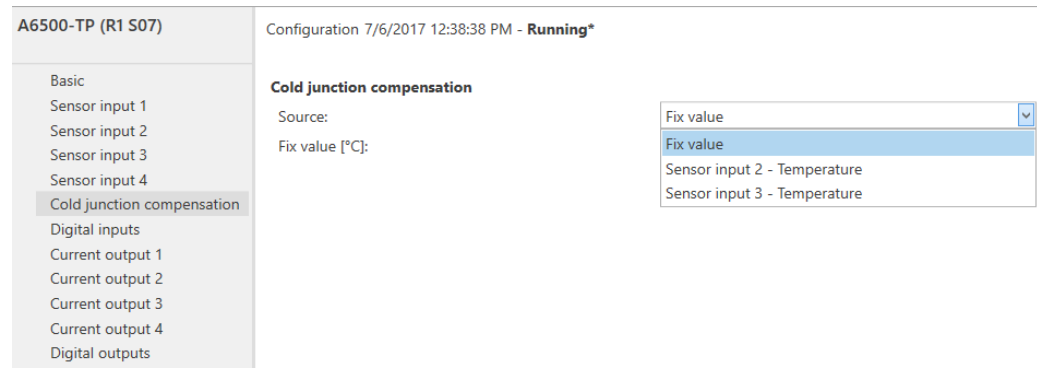 A6500-TP (R1 S07)
Configuration 7/6/2017 12:38:38 PM - Running*
Basic
Sensor input 1
Sensor input 2
Sensor input 3
Sensor input 4
Cold junction compensation
Digital inputs
Current output 1
Current output 2
Current output 3
Current output 4
Digital outputs
Cold junction compensation
Source:
Fix value
Fix value [°C]:
Fix value
Sensor input 2 - Temperature
Sensor input 3 - Temperature